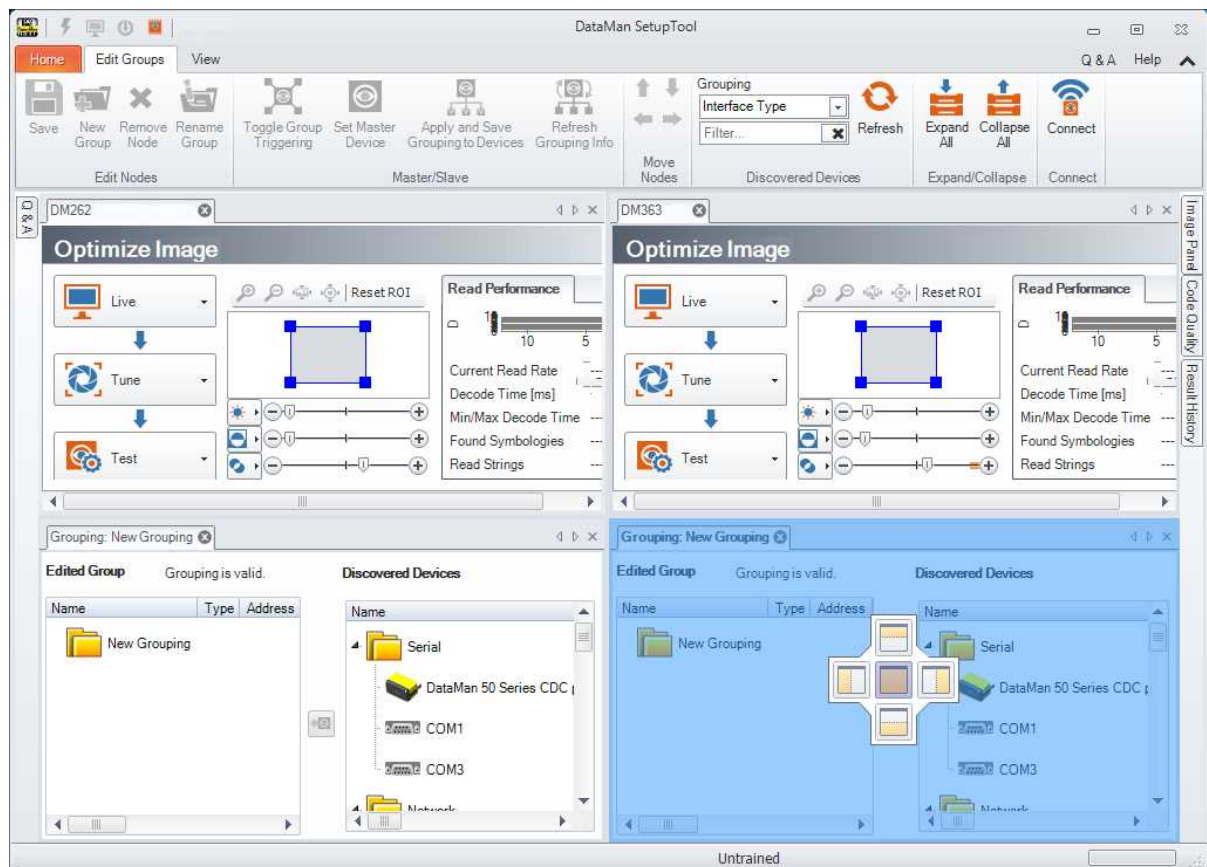 DataMan SetupTool
Home Edit Groups View Q & A Help
Save New Group Remove Node Rename Group
Edit Nodes
Toggle Group Triggering Set Master Device Apply and Save Grouping to Devices Refresh Grouping Info
Master/Slave
Move Nodes
Grouping
Interface Type
Filter...
Refresh
Discovered Devices
Expand All Collapse All
Expand/Collapse
Connect
Connect
Q & A
DM262
Optimize Image
Live
Tune
Test
Reset ROI
Read Performance
10 5
Current Read Rate
Decode Time [ms]
Min/Max Decode Time ---
Found Symbologies ---
Read Strings ---
DM363
Optimize Image
Live
Tune
Test
Reset ROI
Read Performance
10 5
Current Read Rate
Decode Time [ms]
Min/Max Decode Time ---
Found Symbologies ---
Read Strings ---
Image Panel
Code Quality
Result History
Grouping: New Grouping
Edited Group Grouping is valid. Discovered Devices
Name Type Address
New Grouping
Name
Serial
DataMan 50 Series CDC
COM1
COM3
Network
Grouping: New Grouping
Edited Group Grouping is valid. Discovered Devices
Name Type Address
New Grouping
Name
Serial
DataMan 50 Series CDC
COM1
COM3
Network
Untrained